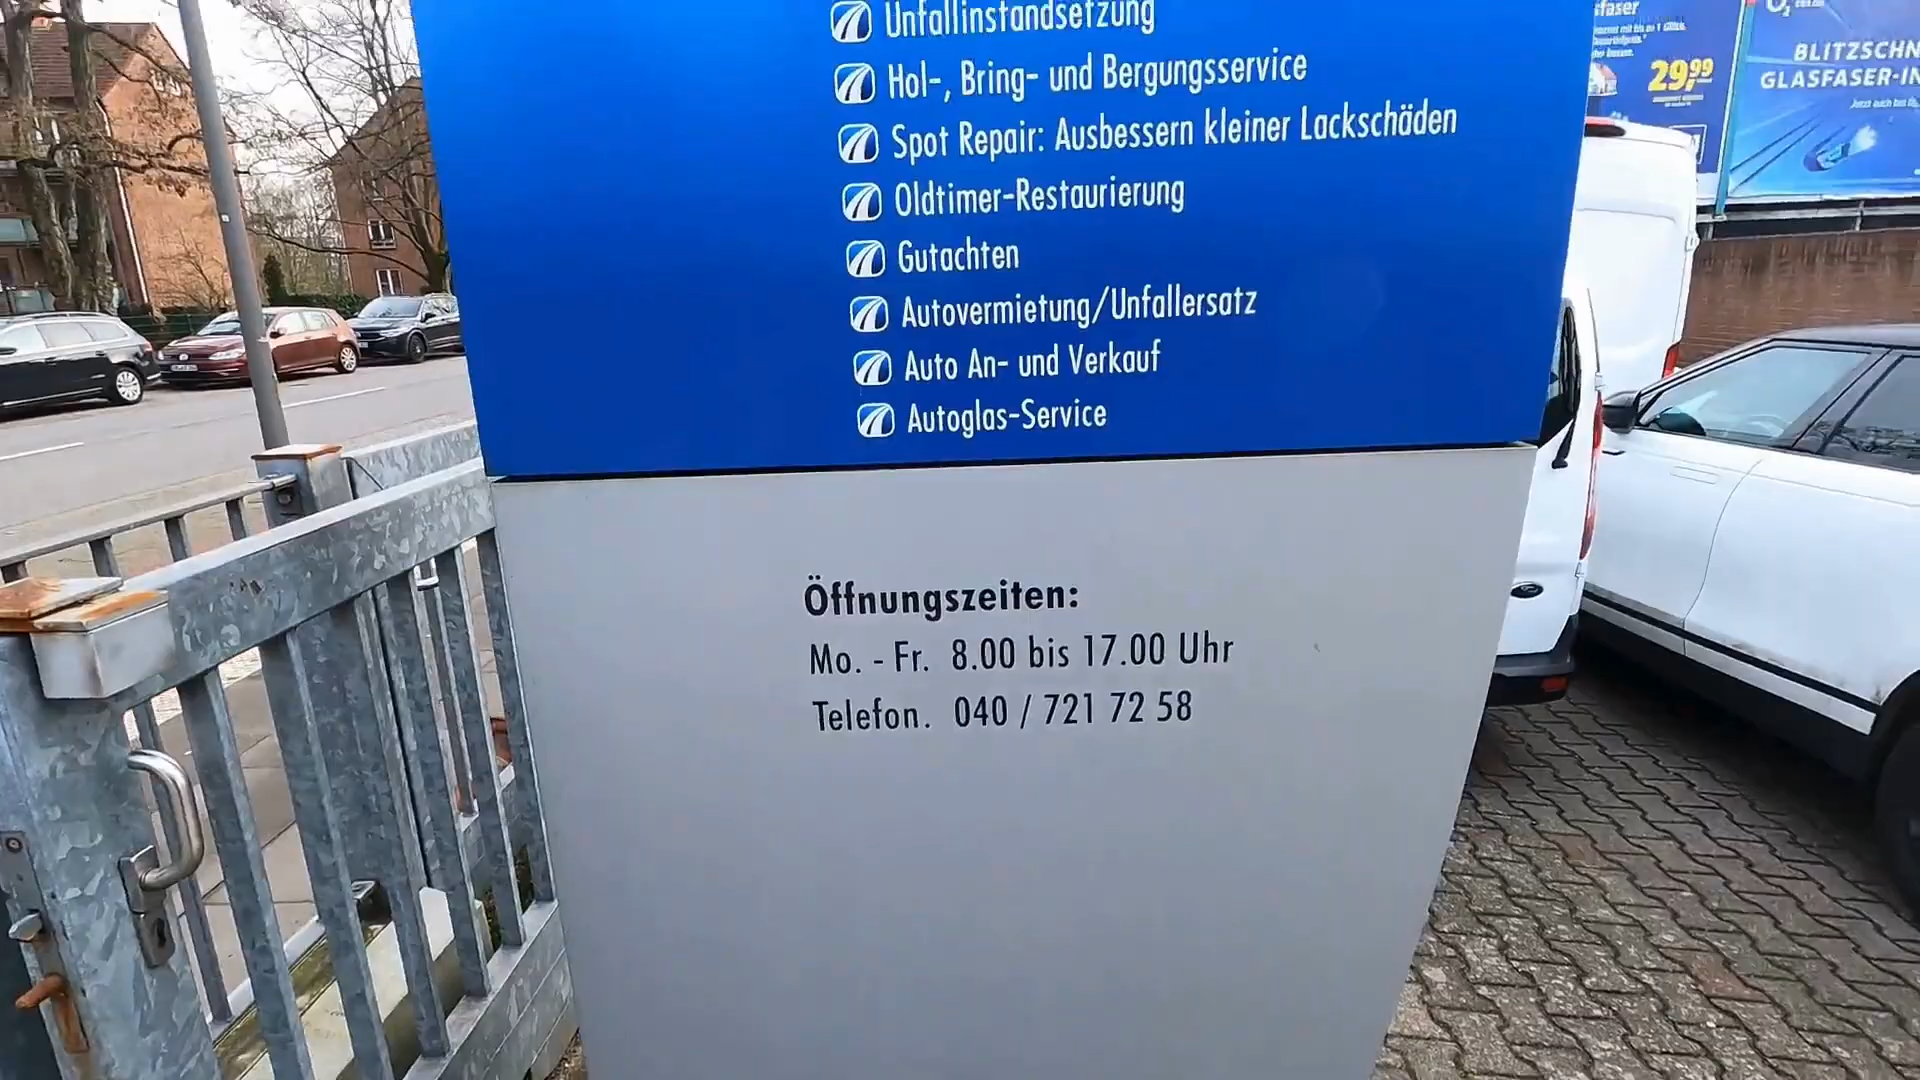 Unfallinstandsetzung
Hol-, Bring- und Bergungsservice
Spot Repair: Ausbessern kleiner Lackschäden
Oldtimer-Restaurierung
Gutachten
Autovermietung/Unfallersatz
Auto An- und Verkauf
Autoglas-Service
Öffnungszeiten:
Mo. - Fr. 8.00 bis 17.00 Uhr
Telefon. 040 / 721 72 58
29,99
BLITZSCHN
GLASFASER-IN